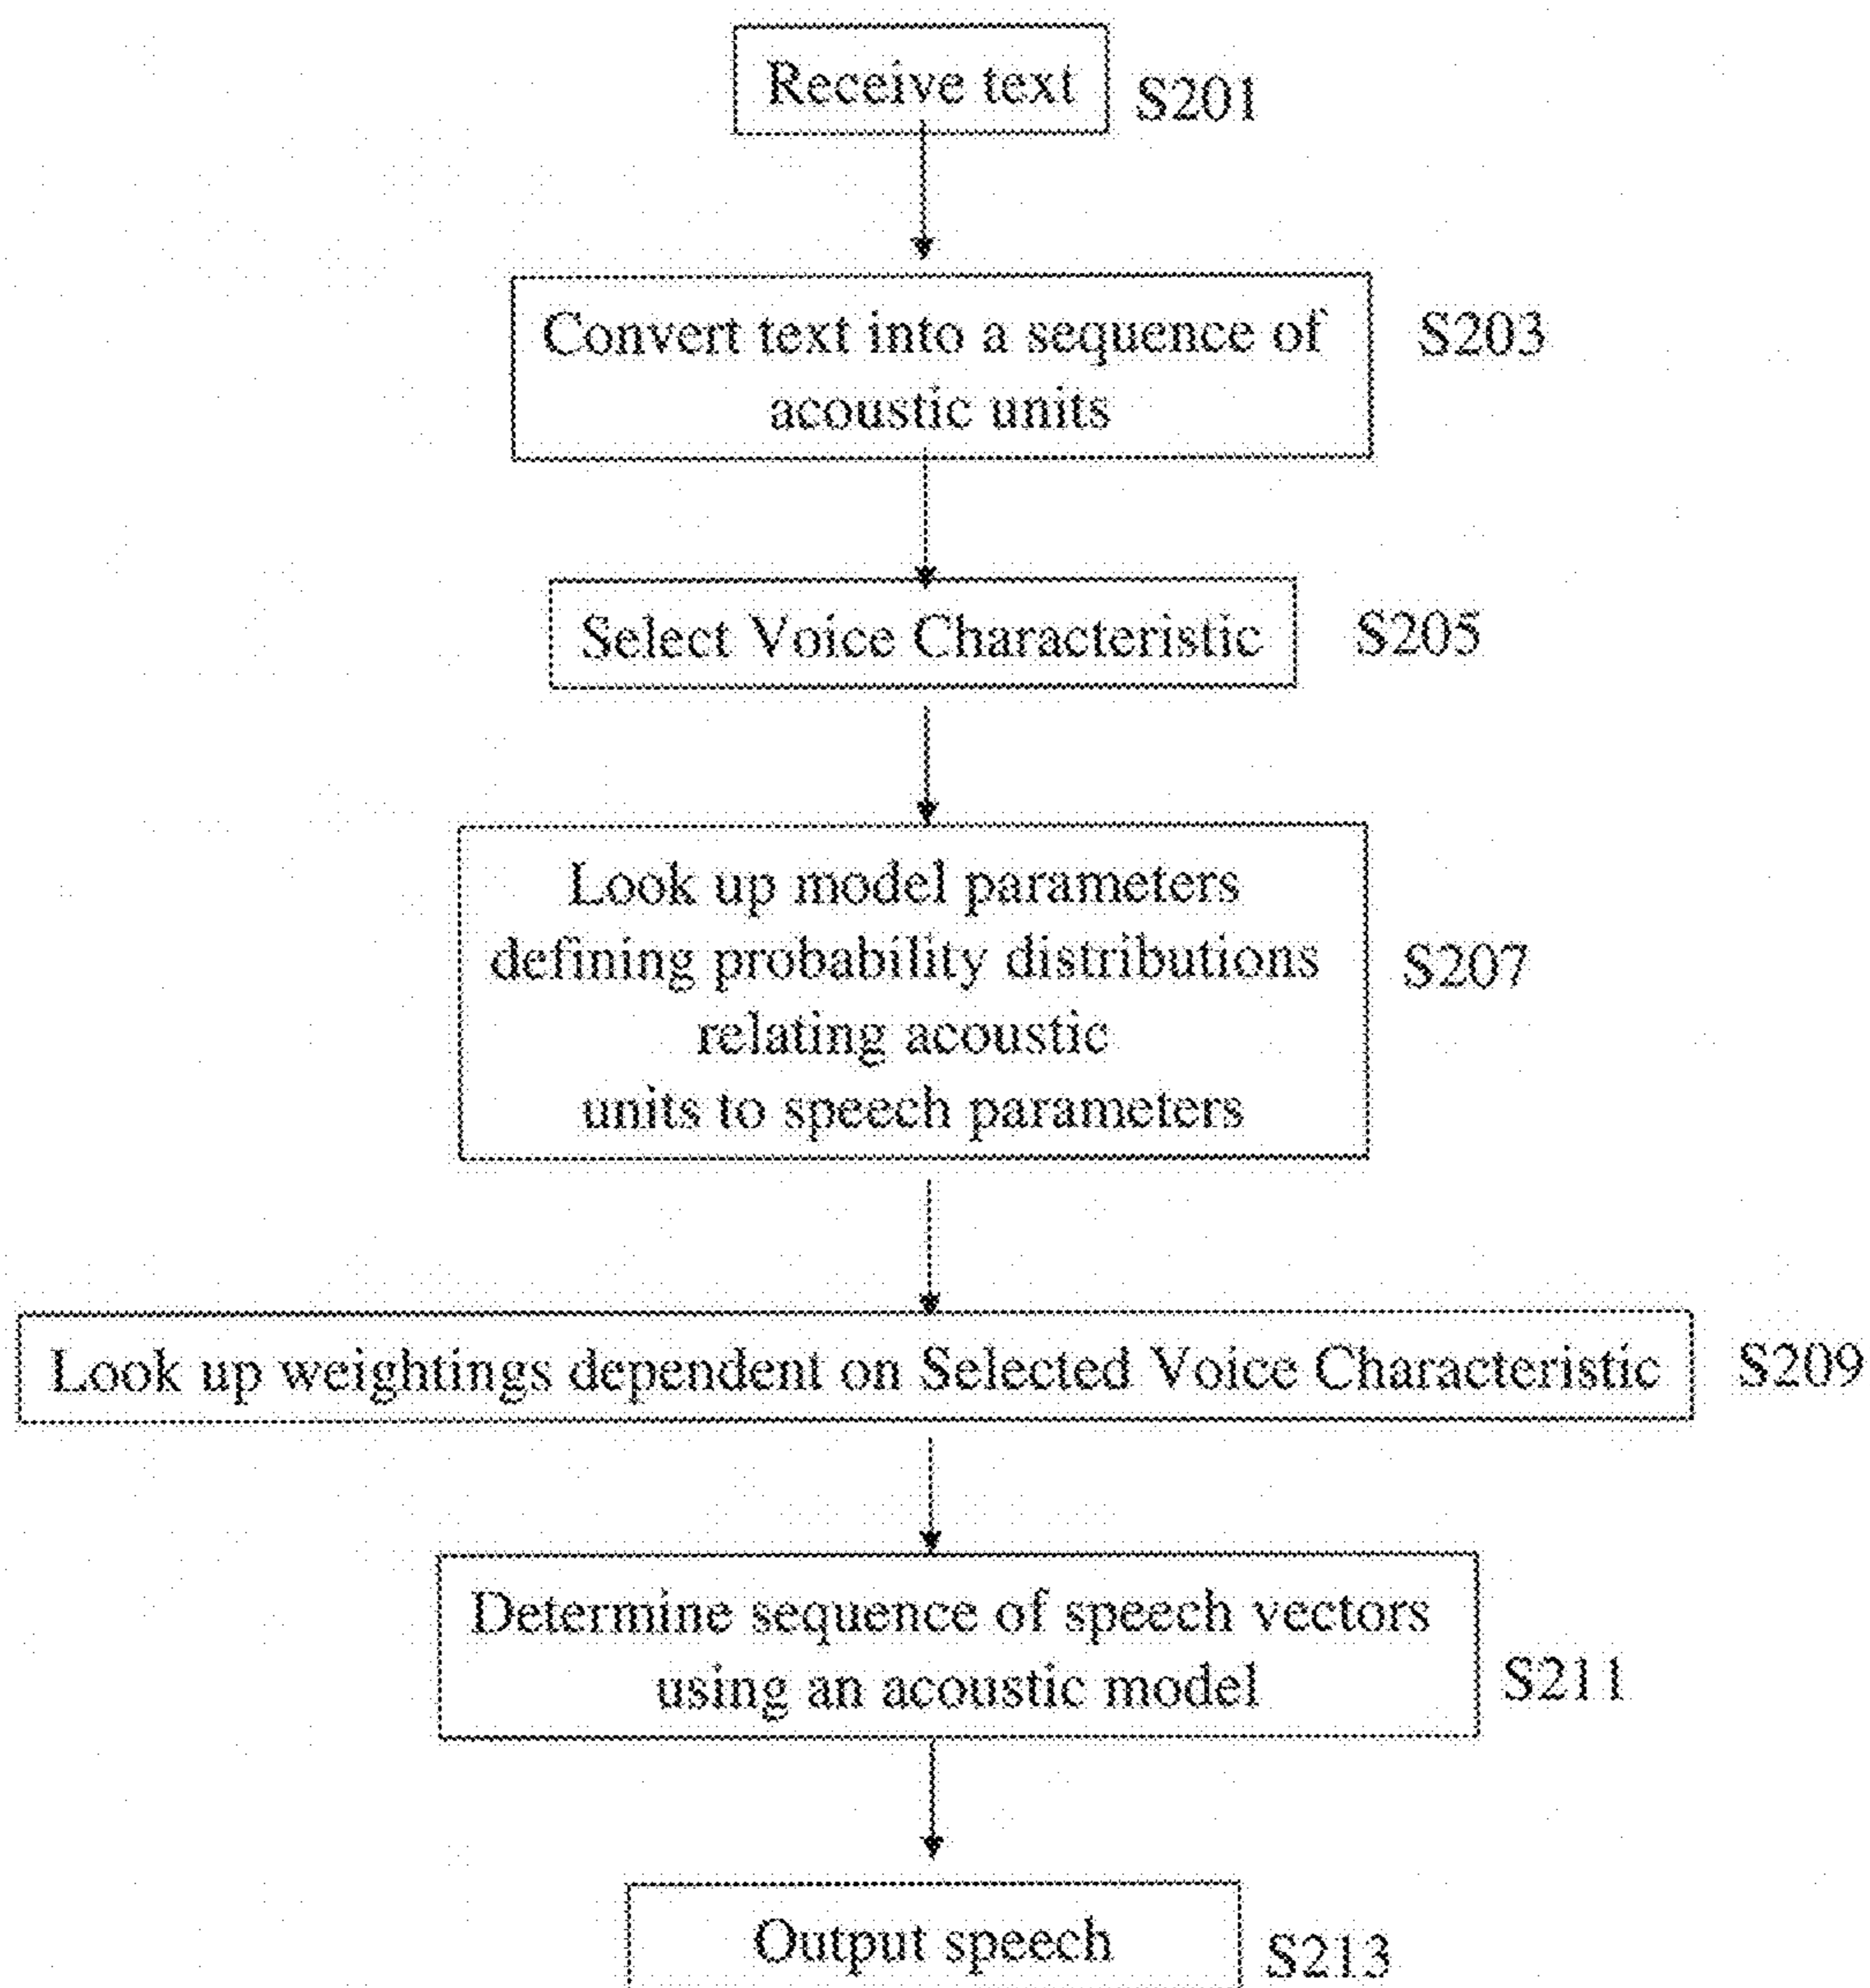 Receive text
S201
Convert text into a sequence of
acoustic units
S203
Select Voice Characteristic
S205
Look up model parameters
defining probability distributions
relating acoustic
units to speech parameters
S207
Look up weightings dependent on Selected Voice Characteristic
S209
Determine sequence of speech vectors
using an acoustic model
S211
Output speech
S213